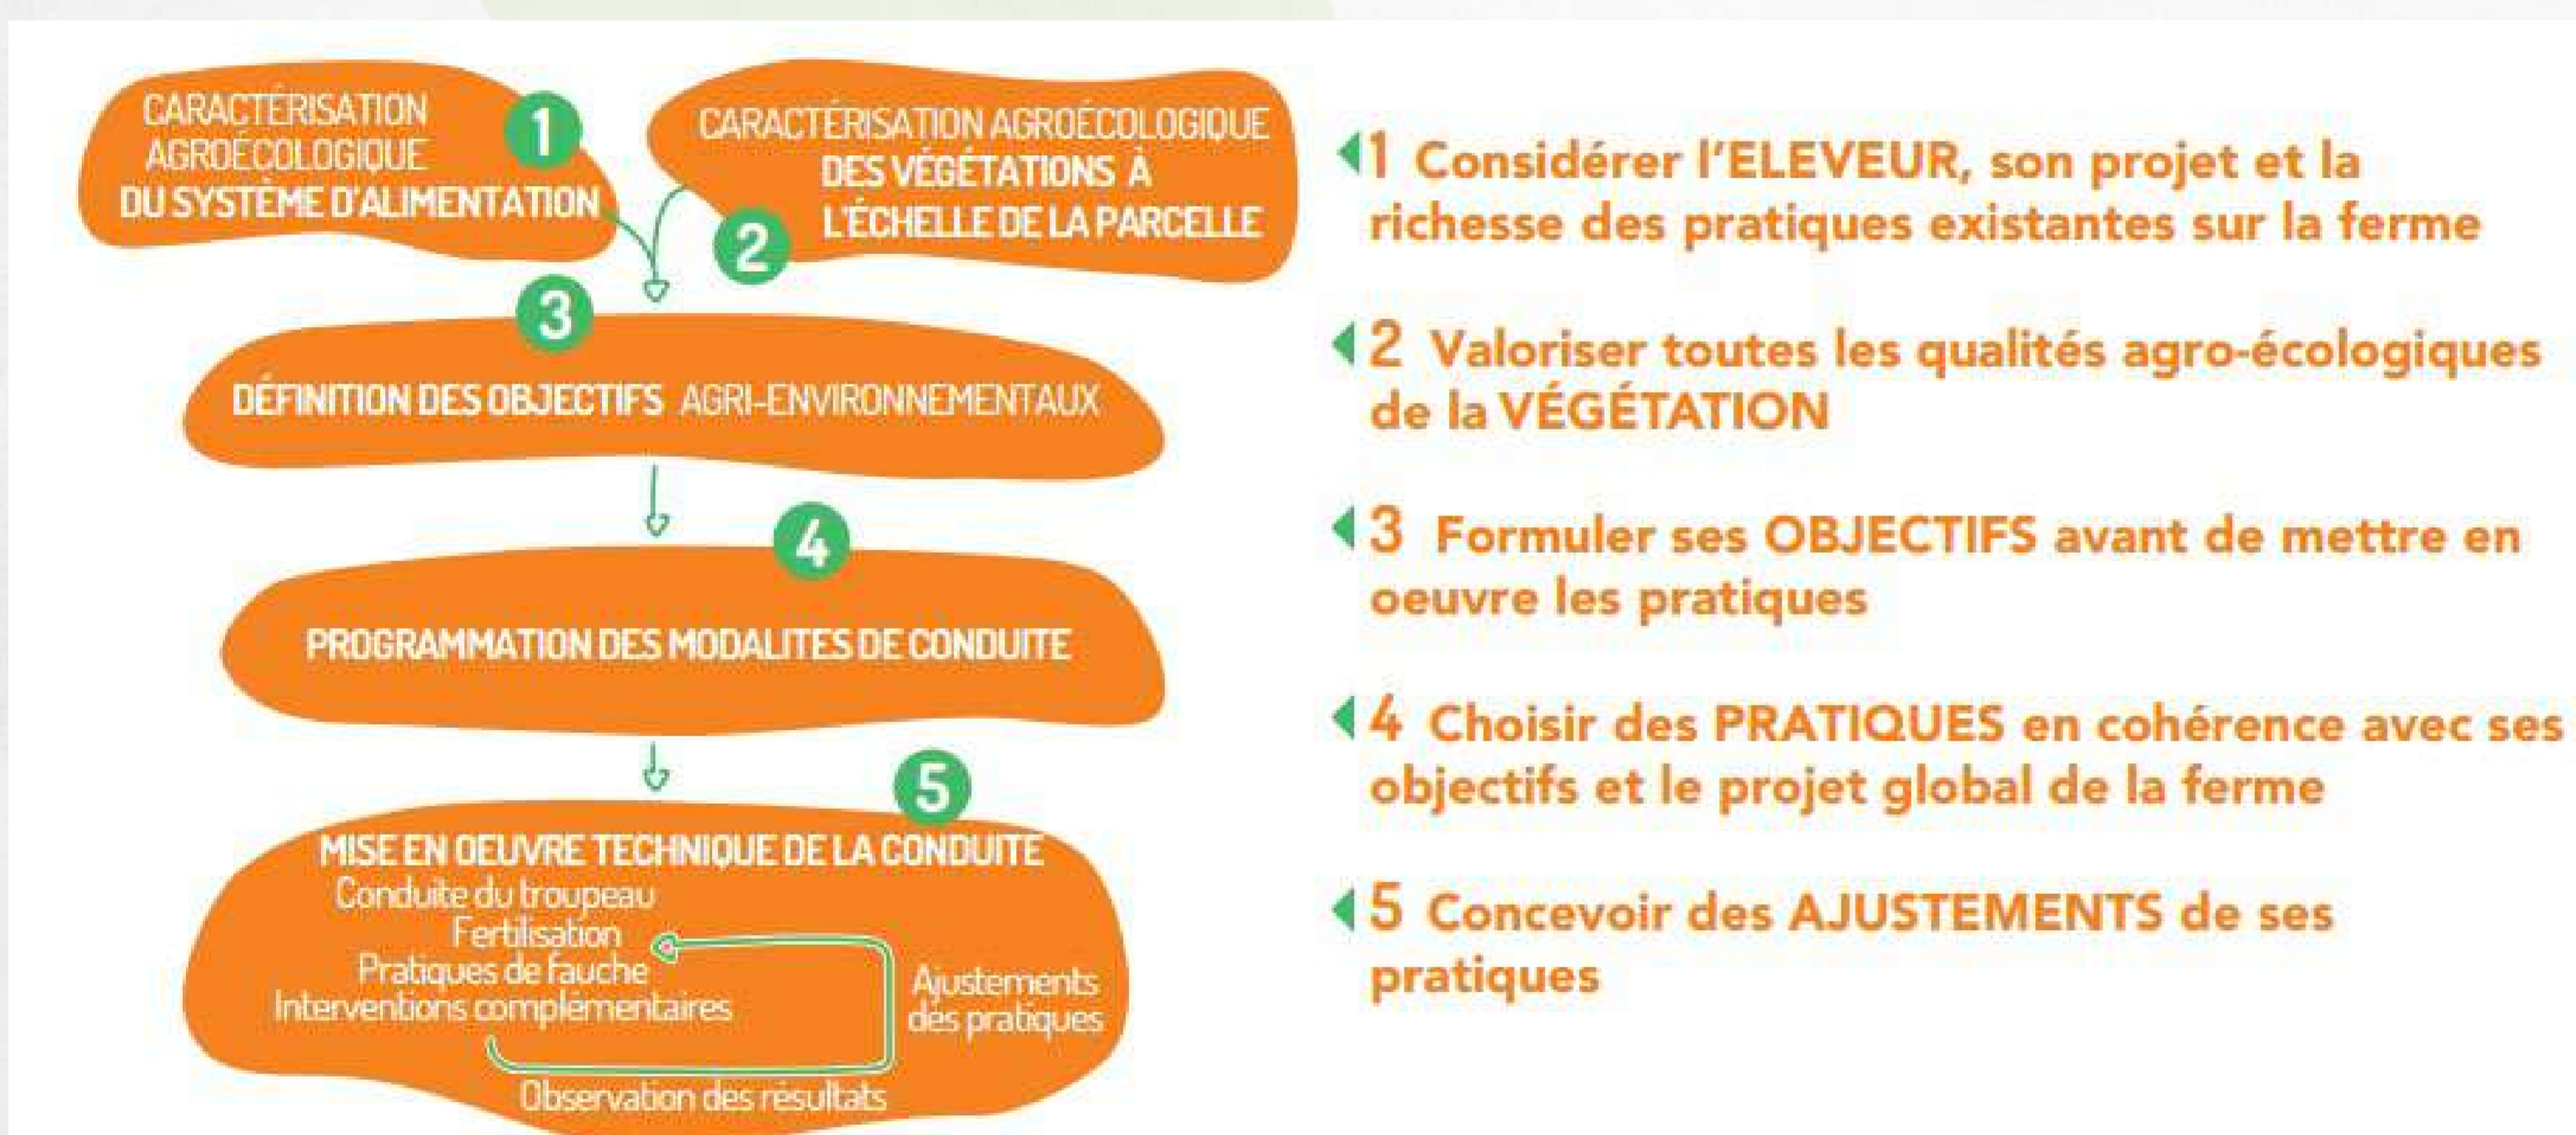 CARACTÉRISATION
AGROÉCOLOGIQUE
DU SYSTÈME D'ALIMENTATION
1
CARACTÉRISATION AGROÉCOLOGIQUE
DES VÉGÉTATIONS À
L'ÉCHELLE DE LA PARCELLE
2
3
DÉFINITION DES OBJECTIFS AGRI-ENVIRONNEMENTAUX
4
PROGRAMMATION DES MODALITES DE CONDUITE
5
MISE EN OEUVRE TECHNIQUE DE LA CONDUITE
Conduite du troupeau
Fertilisation
Pratiques de fauche
Interventions complémentaires
Ajustements
des pratiques
Observation des résultats
1 Considérer l'ELEVEUR, son projet et la
richesse des pratiques existantes sur la ferme
2 Valoriser toutes les qualités agro-écologiques
de la VÉGÉTATION
3 Formuler ses OBJECTIFS avant de mettre en
oeuvre les pratiques
4 Choisir des PRATIQUES en cohérence avec ses
objectifs et le projet global de la ferme
5 Concevoir des AJUSTEMENTS de ses
pratiques